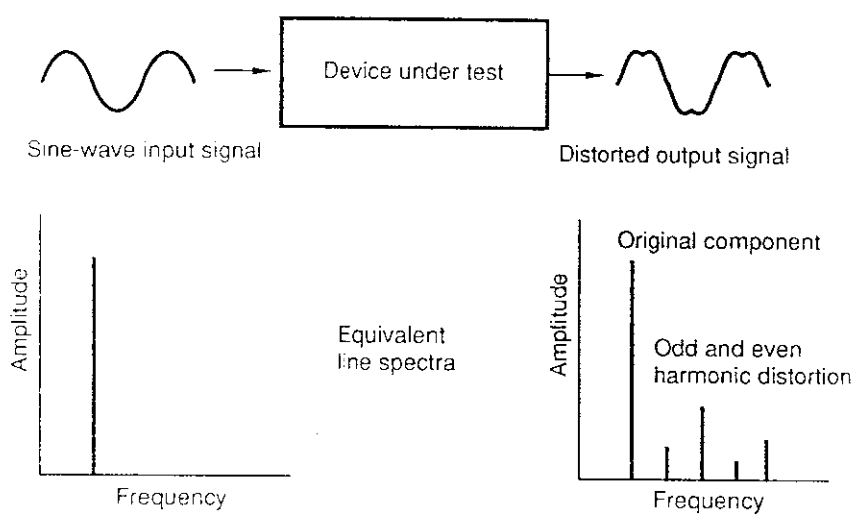 Device under test
Sine-wave input signal
Distorted output signal
Amplitude
Frequency
Equivalent
line spectra
Amplitude
Original component
Odd and even
harmonic distortion
Frequency